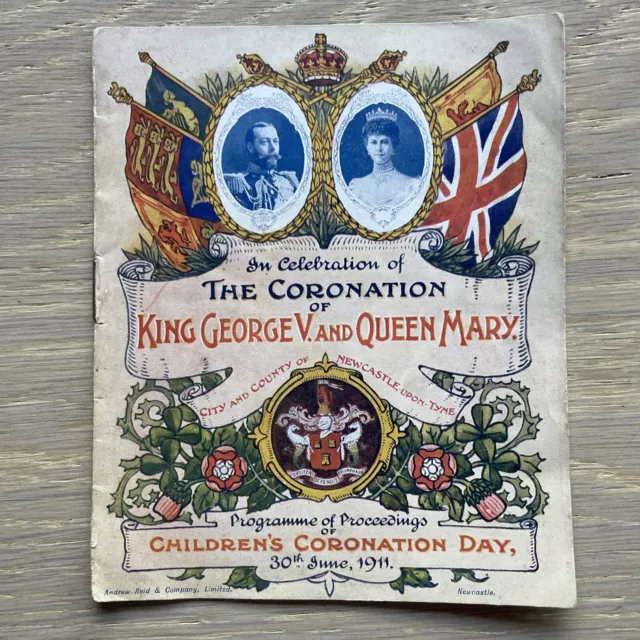 In Celebration of
THE CORONATION
OF
KING GEORGE V. AND QUEEN MARY.
CITY AND COUNTY OF NEWCASTLE UPON-TYNE
Programme of Proceedings
OF
CHILDREN'S CORONATION DAY,
30th June, 1911.
Andrew Reid & Company, Limited. Newcastle.